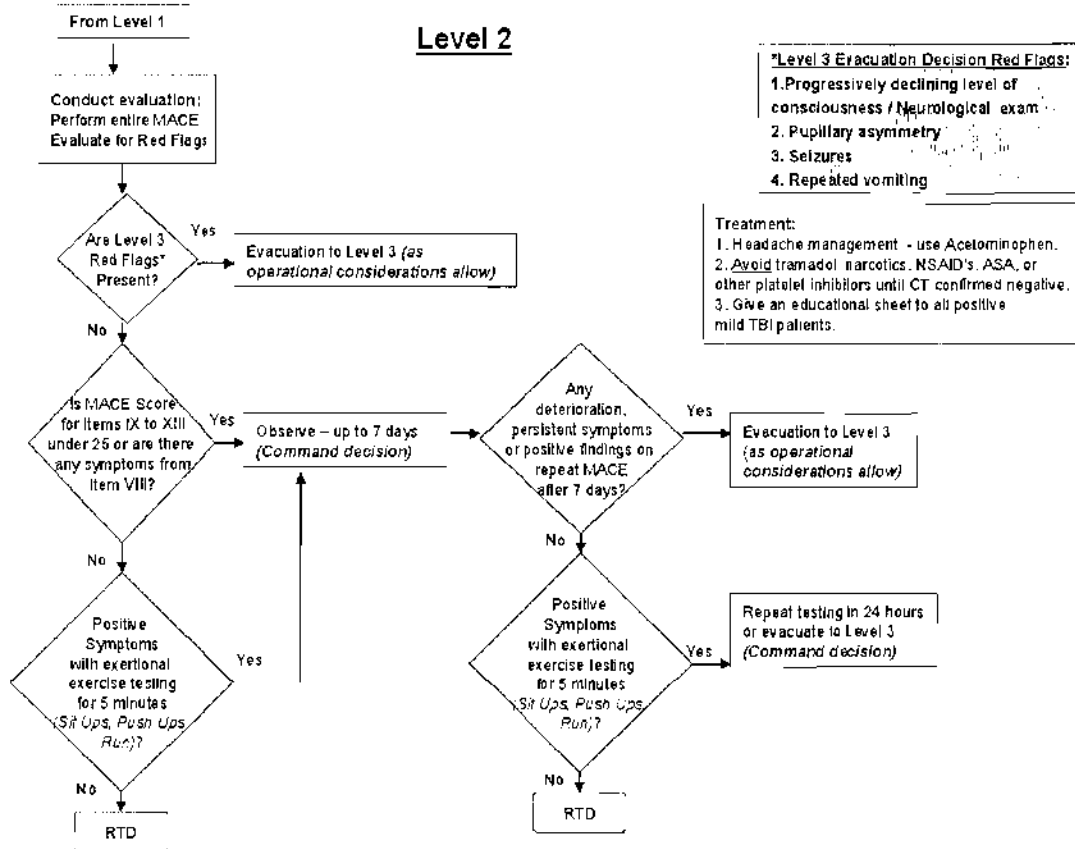 From Level 1
Level 2
Conduct evaluation:
Perform entire MACE
Evaluate for Red Flags
*Level 3 Evacuation Decision Red Flags:
1.Progressively declining level of
consciousness / Neurological exam
2. Pupillary asymmetry
3. Seizures
4. Repeated vomiting
Treatment:
1. Headache management - use Acetominophen.
2. Avoid tramadol narcotics, NSAID's, ASA, or
other platelet inhibitors until CT confirmed negative.
3. Give an educational sheet to all positive
mild TBI patients.
Are Level 3
Red Flags*
Present?
Yes
Evacuation to Level 3 (as
operational considerations allow)
No
Is MACE Score
for Items IX to XIII
under 25 or are there
any symptoms from
Item VIII?
Yes
Observe – up to 7 days
(Command decision)
Any
deterioration,
persistent symptoms
or positive findings on
repeat MACE
after 7 days?
Yes
Evacuation to Level 3
(as operational
considerations allow)
No
No
Positive
Symptoms
with exertional
exercise testing
for 5 minutes
(Sit Ups, Push Ups
Run)?
Yes
Positive
Symptoms
with exertional
exercise testing
for 5 minutes
(Sit Ups, Push Ups,
Run)?
Yes
Repeat testing in 24 hours
or evacuate to Level 3
(Command decision)
No
RTD
No
RTD